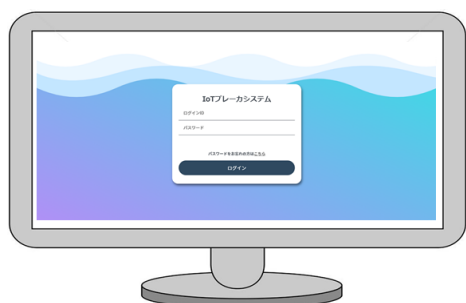 IoTブレーカシステム
ログインID
パスワード
パスワードをお忘れの方はこちら
ログイン